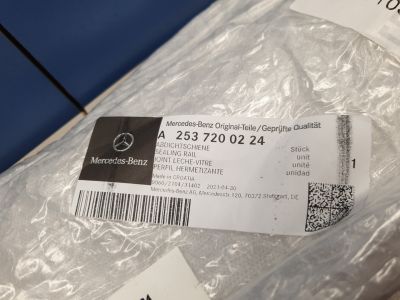 Mercedes-Benz Original-Teile/Geprüfte Qualität
A 253 720 02 24
ABDICHTSCHIENE
SEALING RAIL
JOINT LECHE-VITRE
PERFIL HERMETIZANTE
Stück
unit
unité
unidad
1
Mercedes-Benz
Made in CROATIA
Mercedes-Benz AG, Mercedesstr. 120, 70372 Stuttgart, DE